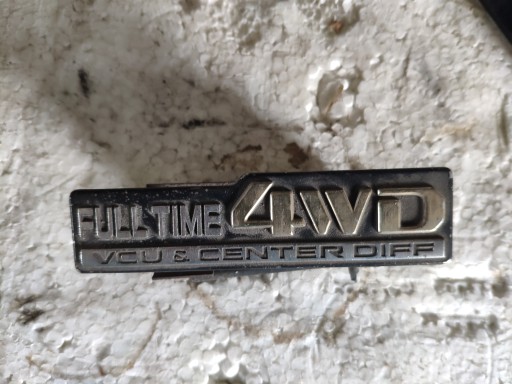 FULL TIME 4WD
VCU & CENTER DIFF